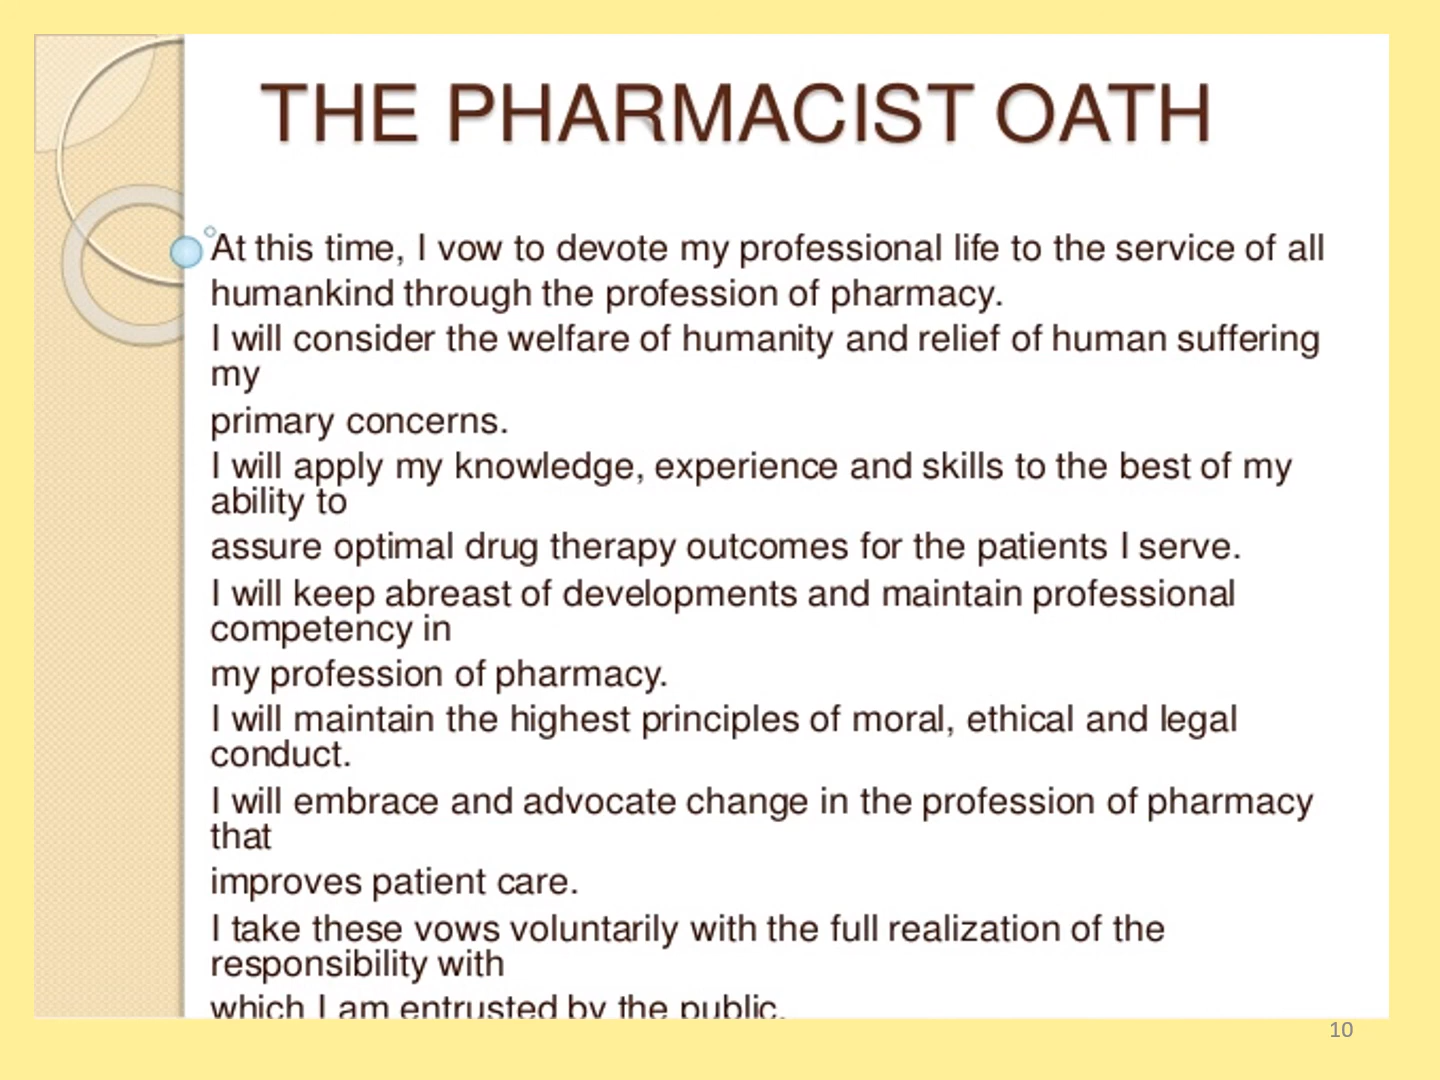 THE PHARMACIST OATH
At this time, I vow to devote my professional life to the service of all
humankind through the profession of pharmacy.
I will consider the welfare of humanity and relief of human suffering
my
primary concerns.
I will apply my knowledge, experience and skills to the best of my
ability to
assure optimal drug therapy outcomes for the patients I serve.
I will keep abreast of developments and maintain professional
competency in
my profession of pharmacy.
I will maintain the highest principles of moral, ethical and legal
conduct.
I will embrace and advocate change in the profession of pharmacy
that
improves patient care.
I take these vows voluntarily with the full realization of the
responsibility with
which I am entrusted by the public.
10